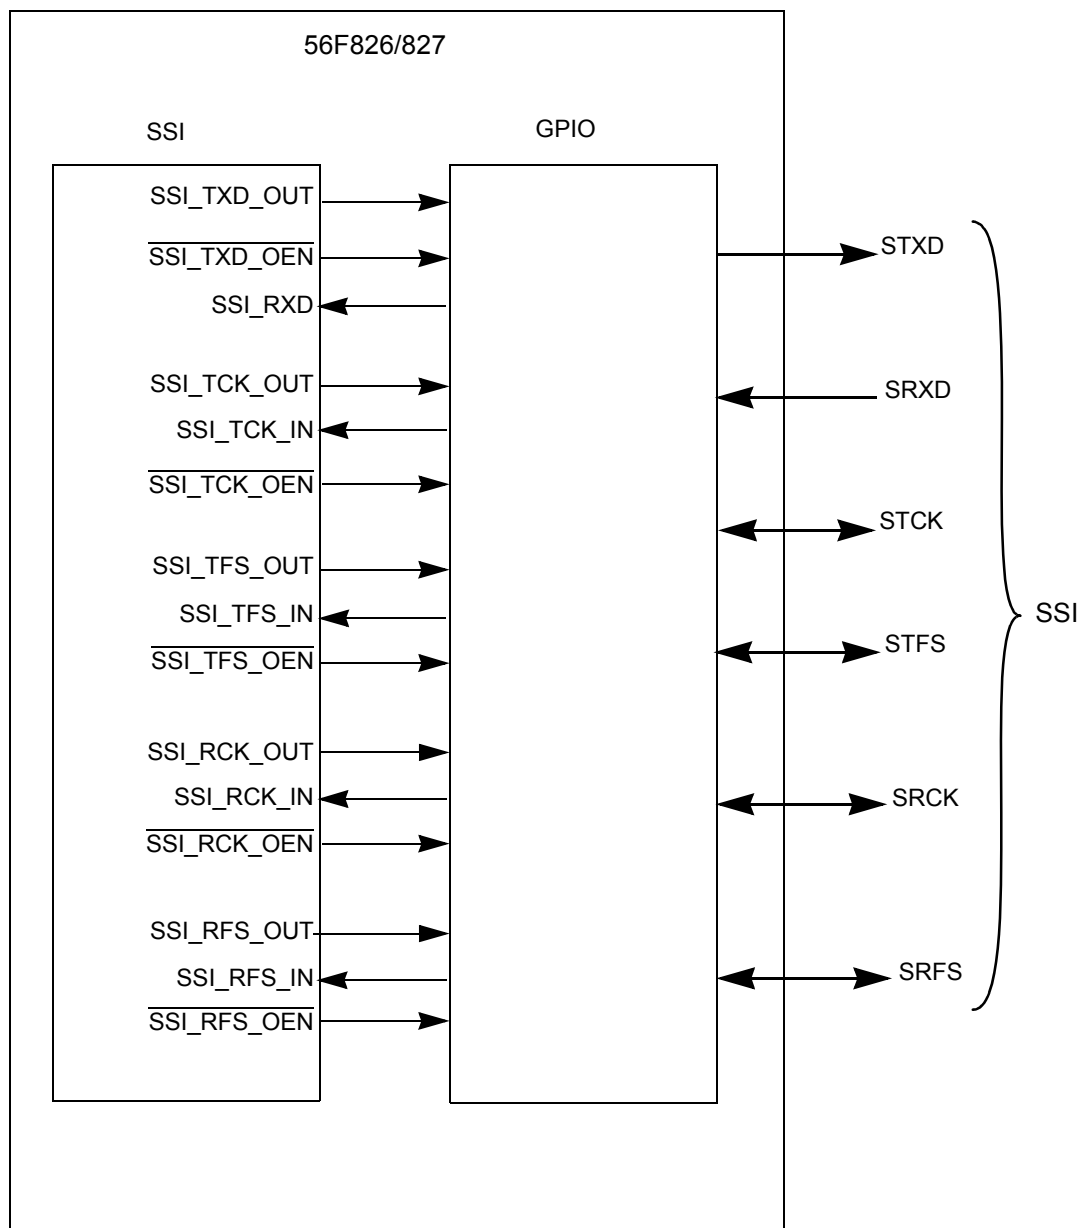 56F826/827
SSI
GPIO
SSI_TXD_OUT
SSI_TXD_OEN
SSI_RXD
SSI_TCK_OUT
SSI_TCK_IN
SSI_TCK_OEN
SSI_TFS_OUT
SSI_TFS_IN
SSI_TFS_OEN
SSI_RCK_OUT
SSI_RCK_IN
SSI_RCK_OEN
SSI_RFS_OUT
SSI_RFS_IN
SSI_RFS_OEN
STXD
SRXD
STCK
STFS
SRCK
SRFS
SSI